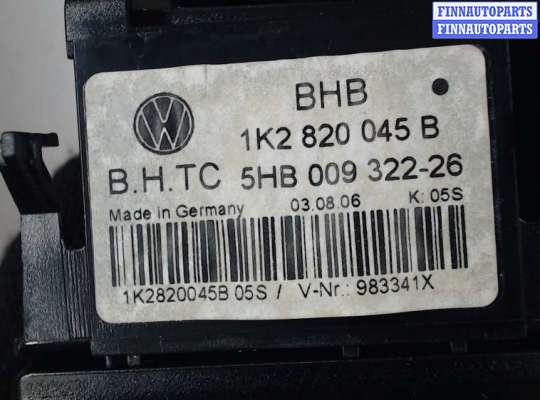 FINNAUTOPARTS
FINNAUTOPARTS
BHB
1K2 820 045 B
B.H.TC 5HB 009 322-26
Made in Germany 03.08.06 K: 05S
1K2820045B 05S / V-Nr.: 983341X